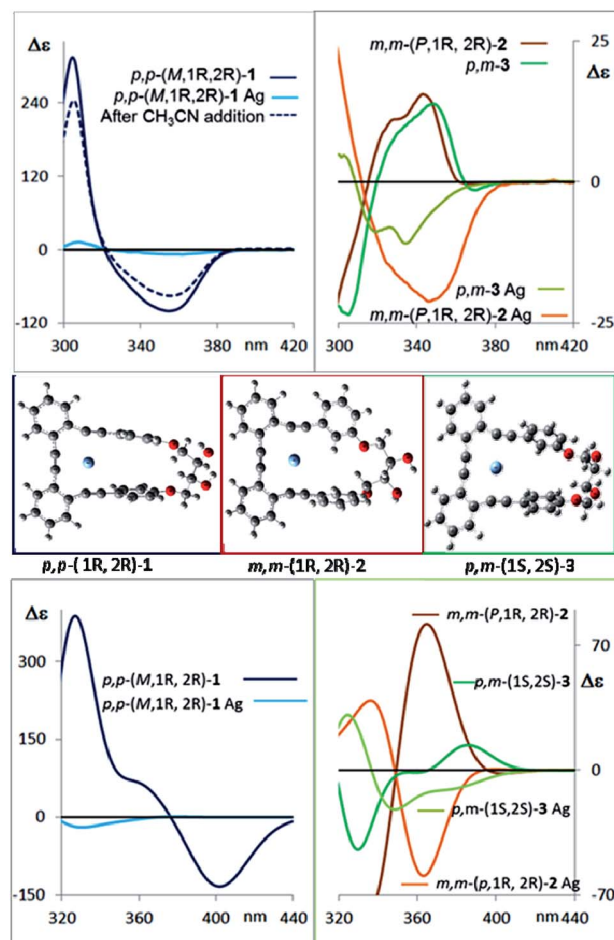 Δε
240
120
0
-120
300
340
380
nm
420
p,p-(M,1R,2R)-1
p,p-(M,1R,2R)-1 Ag
After CH₃CN addition
25
Δε
0
-25
m,m-(P,1R, 2R)-2
p,m-3
p,m-3 Ag
m,m-(P,1R, 2R)-2 Ag
300
340
380
nm
420
p,p-( 1R, 2R)-1
m,m-(1R, 2R)-2
p,m-(1S, 2S)-3
Δε
300
150
0
-150
320
360
400
nm
440
p,p-(M,1R, 2R)-1
p,p-(M,1R, 2R)-1 Ag
m,m-(P,1R, 2R)-2
70
p,m-(1S,2S)-3
Δε
0
p,m-(1S,2S)-3 Ag
m,m-(p,1R, 2R)-2 Ag
-70
320
360
400
nm
440